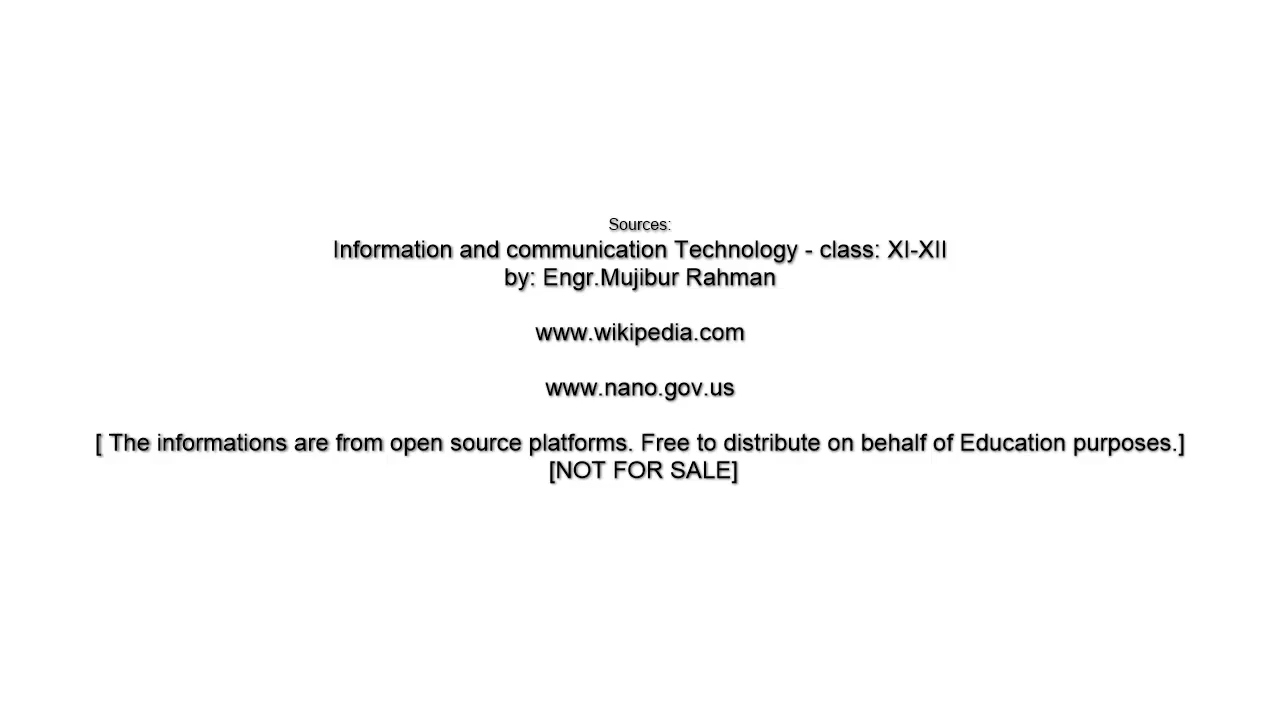 Sources:
Information and communication Technology - class: XI-XII
by: Engr.Mujibur Rahman
www.wikipedia.com
www.nano.gov.us
[ The informations are from open source platforms. Free to distribute on behalf of Education purposes.]
[NOT FOR SALE]